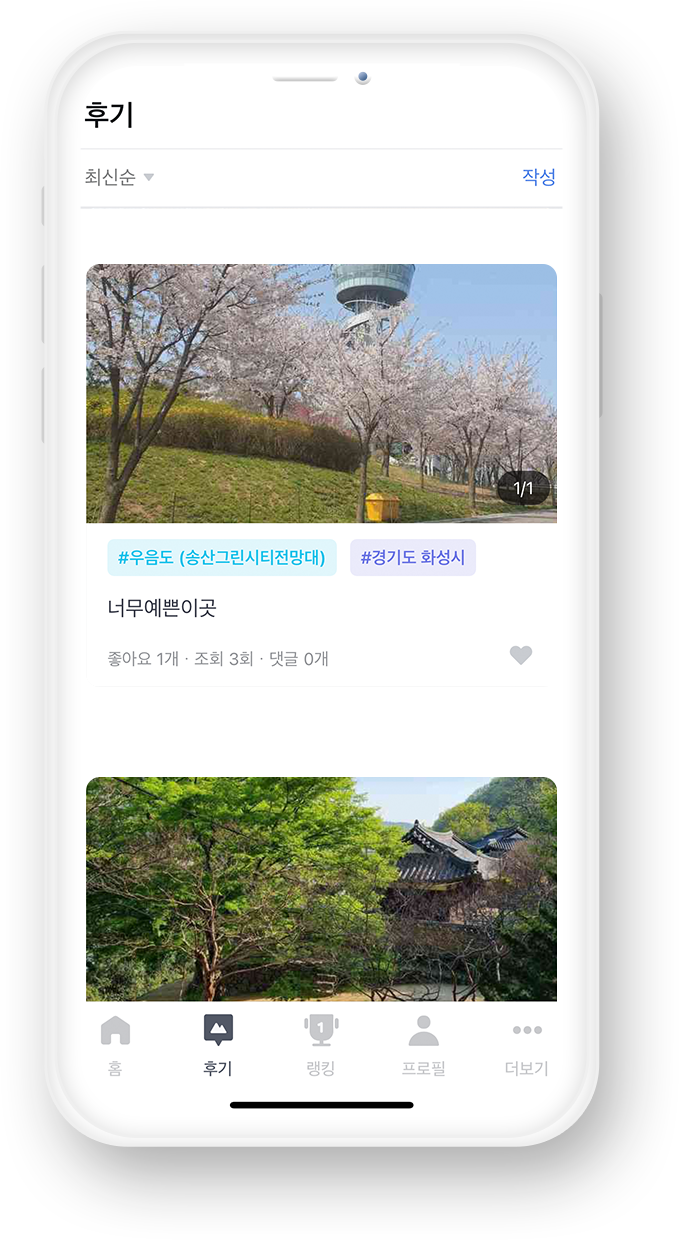 후기
최신순 작성
1/1
#우음도 (송산그린시티전망대) #경기도 화성시
너무예쁜이곳
좋아요 1개 · 조회 3회 · 댓글 0개
1
홈 후기 랭킹 프로필 더보기